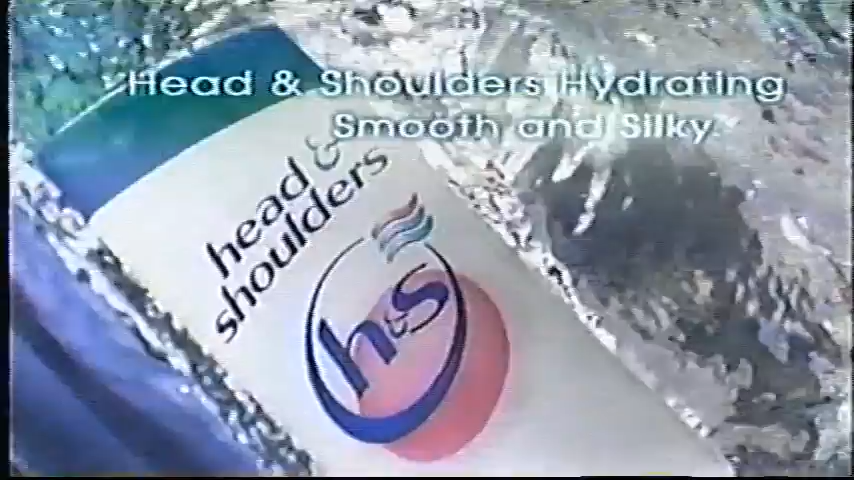 Head & Shoulders Hydrating
Smooth and Silky
head &
shoulders
h&s